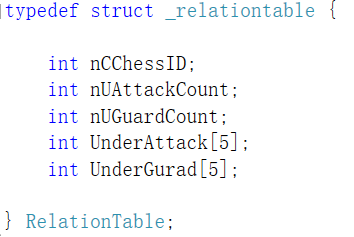 typedef struct _relationtable {
int nCChessID;
int nUAttackCount;
int nUGuardCount;
int UnderAttack[5];
int UnderGurad[5];
} RelationTable;